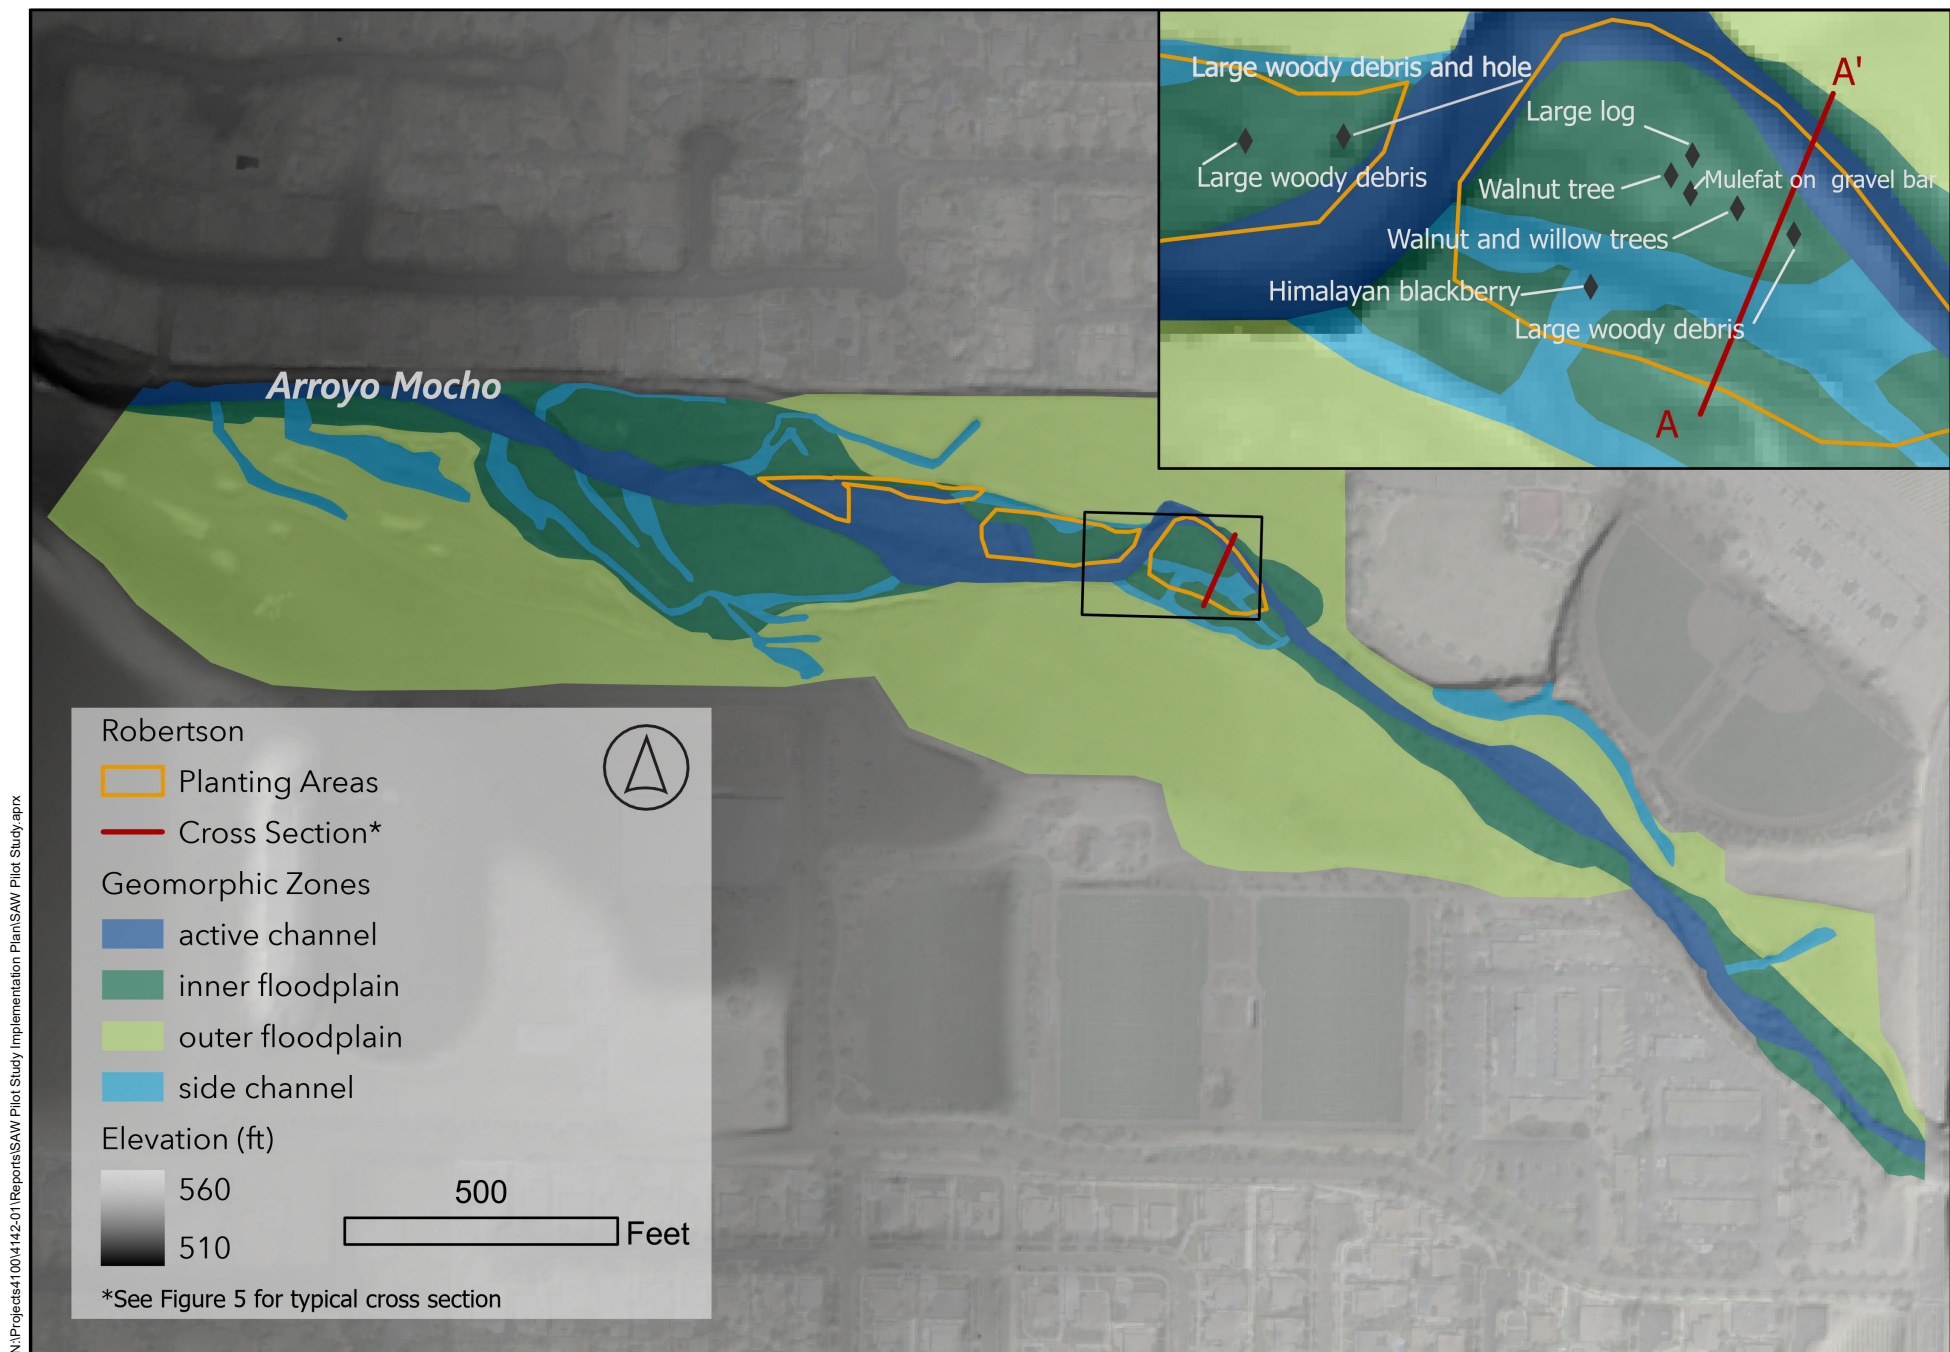 Large woody debris and hole
A'
Large log
Large woody debris
Walnut tree
Mulefat on gravel bar
Walnut and willow trees
Himalayan blackberry
Large woody debris
A
Arroyo Mocho
Robertson
Planting Areas
Cross Section*
Geomorphic Zones
active channel
inner floodplain
outer floodplain
side channel
Elevation (ft)
560
510
500
Feet
*See Figure 5 for typical cross section
N:\Projects4100\4142-01\Reports\SAW Pilot Study Implementation Plan\SAW Pilot Study.aprx